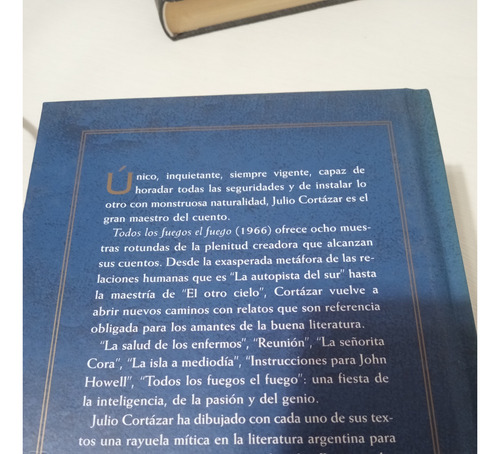 Único, inquietante, siempre vigente, capaz de
horadar todas las seguridades y de instalar lo
otro con monstruosa naturalidad, Julio Cortázar es el
gran maestro del cuento.
Todos los fuegos el fuego (1966) ofrece ocho mues-
tras rotundas de la plenitud creadora que alcanzan
sus cuentos. Desde la exasperada metáfora de las re-
laciones humanas que es “La autopista del sur” hasta
la maestría de “El otro cielo”, Cortázar vuelve a
abrir nuevos caminos con relatos que son referencia
obligada para los amantes de la buena literatura.
“La salud de los enfermos”, “Reunión”, “La señorita
Cora”, “La isla a mediodía”, “Instrucciones para John
Howell”, “Todos los fuegos el fuego”: una fiesta de
la inteligencia, de la pasión y del genio.
Julio Cortázar ha dibujado con cada uno de sus tex-
tos una rayuela mítica en la literatura argentina para